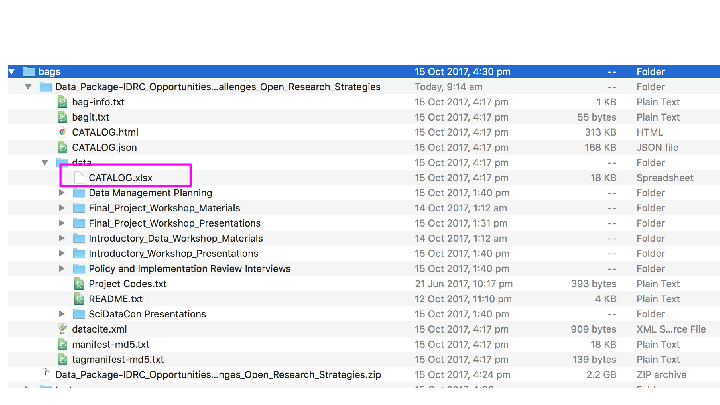 bags 15 Oct 2017, 4:30 pm -- Folder
Data_Package-IDRC_Opportunities...allenges_Open_Research_Strategies Today, 9:14 am -- Folder
bag-info.txt 15 Oct 2017, 4:17 pm 1 KB Plain Text
bagit.txt 15 Oct 2017, 4:17 pm 55 bytes Plain Text
CATALOG.html 15 Oct 2017, 4:17 pm 313 KB HTML
CATALOG.json 15 Oct 2017, 4:17 pm 168 KB JSON file
data 15 Oct 2017, 4:17 pm -- Folder
CATALOG.xlsx 15 Oct 2017, 4:17 pm 18 KB Spreadsheet
Data Management Planning 15 Oct 2017, 1:40 pm -- Folder
Final_Project_Workshop_Materials 14 Oct 2017, 1:12 am -- Folder
Final_Project_Workshop_Presentations 15 Oct 2017, 1:31 pm -- Folder
Introductory_Data_Workshop_Materials 14 Oct 2017, 1:12 am -- Folder
Introductory_Workshop_Presentations 15 Oct 2017, 1:40 pm -- Folder
Policy and Implementation Review Interviews 15 Oct 2017, 1:40 pm -- Folder
Project Codes.txt 21 Jun 2017, 10:17 pm 393 bytes Plain Text
README.txt 12 Oct 2017, 11:10 pm 4 KB Plain Text
SciDataCon Presentations 15 Oct 2017, 1:40 pm -- Folder
datacite.xml 15 Oct 2017, 4:17 pm 909 bytes XML S...rce File
manifest-md5.txt 15 Oct 2017, 4:17 pm 18 KB Plain Text
tagmanifest-md5.txt 15 Oct 2017, 4:17 pm 139 bytes Plain Text
Data_Package-IDRC_Opportunities...nges_Open_Research_Strategies.zip 15 Oct 2017, 4:24 pm 2.2 GB ZIP archive